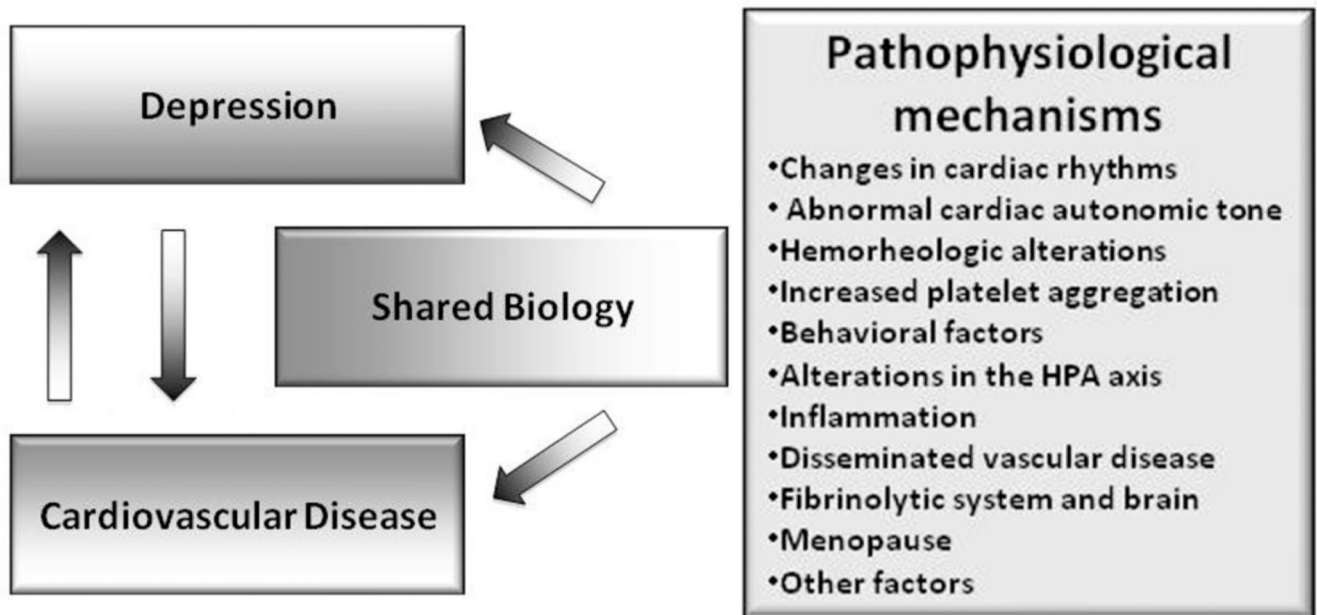 Depression
Shared Biology
Cardiovascular Disease
Pathophysiological
mechanisms
•Changes in cardiac rhythms
• Abnormal cardiac autonomic tone
•Hemorheologic alterations
•Increased platelet aggregation
•Behavioral factors
•Alterations in the HPA axis
•Inflammation
•Disseminated vascular disease
•Fibrinolytic system and brain
•Menopause
•Other factors